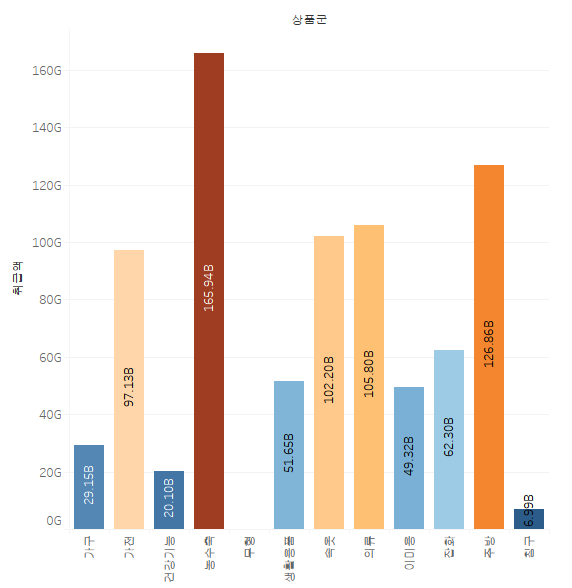 상품군
취급액
160G
140G
120G
100G
80G
60G
40G
20G
0G
29.15B
97.13B
20.10B
165.94B
51.65B
102.20B
105.80B
49.32B
62.30B
126.86B
6.99B
가구
가전
건강기능
농수축
무형
생활용품
속옷
의류
이미용
잡화
주방
침구